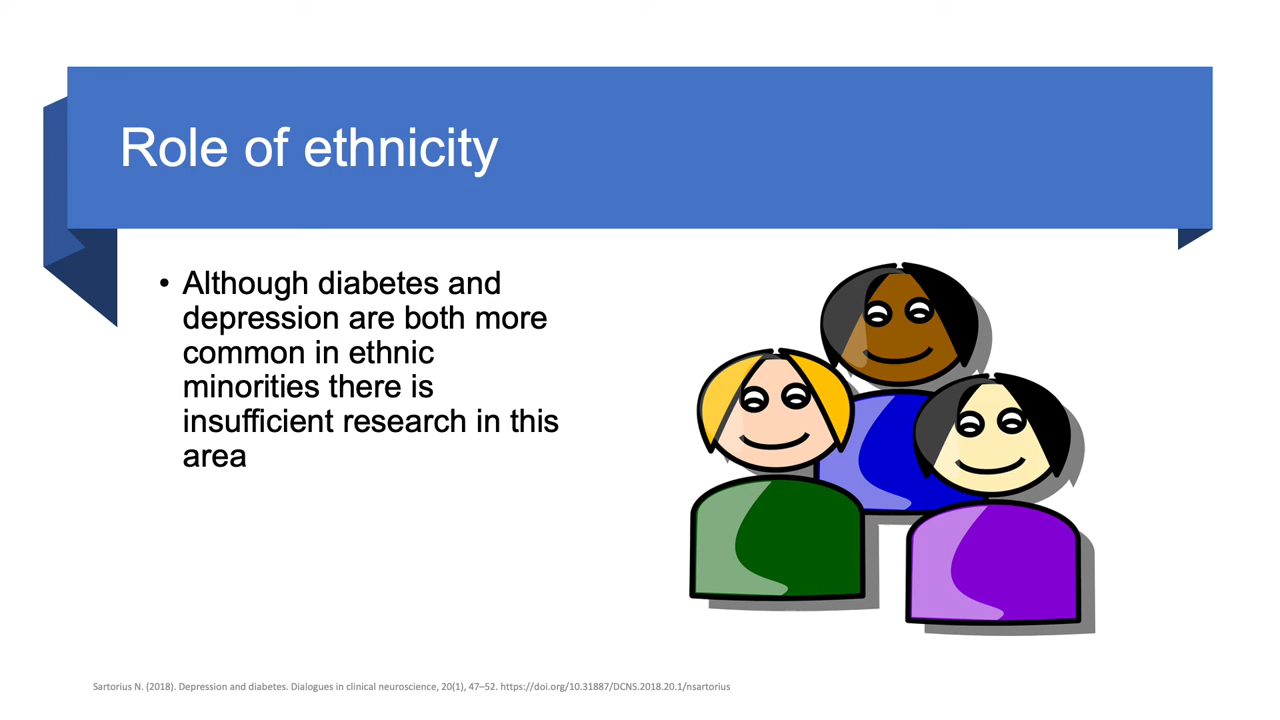 Role of ethnicity
• Although diabetes and
depression are both more
common in ethnic
minorities there is
insufficient research in this
area
Sartorius N. (2018). Depression and diabetes. Dialogues in clinical neuroscience, 20(1), 47–52. https://doi.org/10.31887/DCNS.2018.20.1/nsartorius